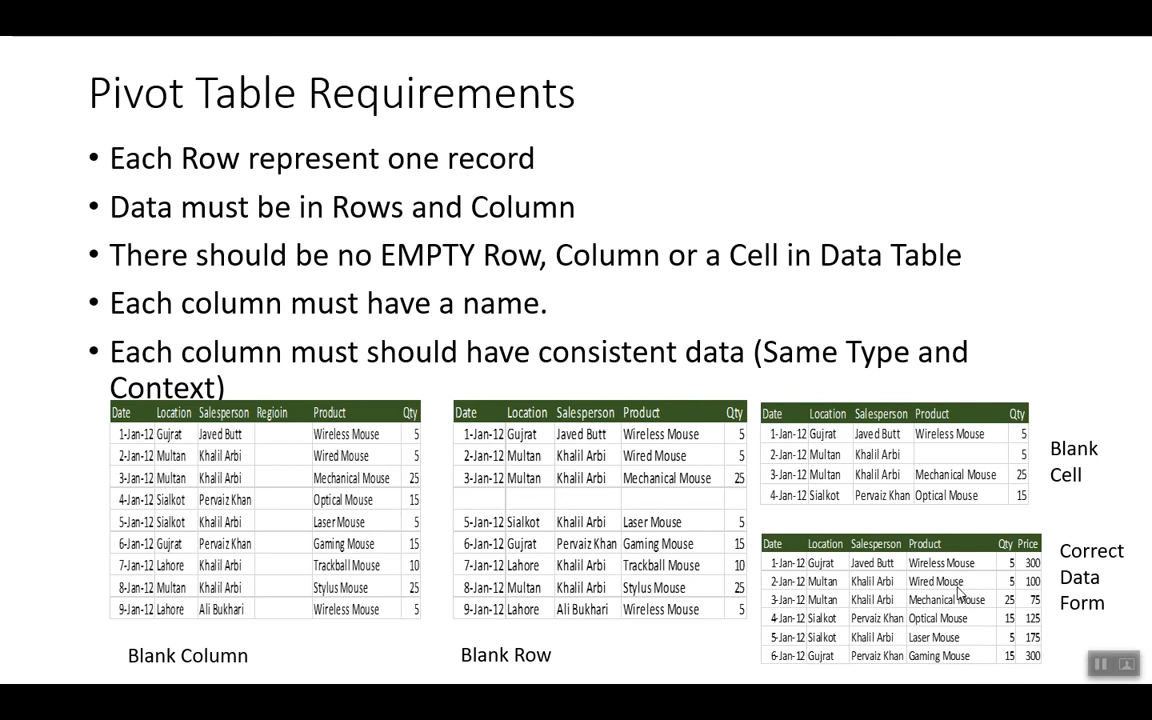 Pivot Table Requirements
• Each Row represent one record
• Data must be in Rows and Column
• There should be no EMPTY Row, Column or a Cell in Data Table
• Each column must have a name.
• Each column must should have consistent data (Same Type and
Context)
Date Location Salesperson Regioin Product Qty
1-Jan-12 Gujrat Javed Butt Wireless Mouse 5
2-Jan-12 Multan Khalil Arbi Wired Mouse 5
3-Jan-12 Multan Khalil Arbi Mechanical Mouse 25
4-Jan-12 Sialkot Pervaiz Khan Optical Mouse 15
5-Jan-12 Sialkot Khalil Arbi Laser Mouse 5
6-Jan-12 Gujrat Pervaiz Khan Gaming Mouse 15
7-Jan-12 Lahore Khalil Arbi Trackball Mouse 10
8-Jan-12 Multan Khalil Arbi Stylus Mouse 25
9-Jan-12 Lahore Ali Bukhari Wireless Mouse 5
Blank Column
Date Location Salesperson Product Qty
1-Jan-12 Gujrat Javed Butt Wireless Mouse 5
2-Jan-12 Multan Khalil Arbi Wired Mouse 5
3-Jan-12 Multan Khalil Arbi Mechanical Mouse 25
5-Jan-12 Sialkot Khalil Arbi Laser Mouse 5
6-Jan-12 Gujrat Pervaiz Khan Gaming Mouse 15
7-Jan-12 Lahore Khalil Arbi Trackball Mouse 10
8-Jan-12 Multan Khalil Arbi Stylus Mouse 25
9-Jan-12 Lahore Ali Bukhari Wireless Mouse 5
Blank Row
Date Location Salesperson Product Qty
1-Jan-12 Gujrat Javed Butt Wireless Mouse 5
2-Jan-12 Multan Khalil Arbi 5
3-Jan-12 Multan Khalil Arbi Mechanical Mouse 25
4-Jan-12 Sialkot Pervaiz Khan Optical Mouse 15
Blank
Cell
Date Location Salesperson Product Qty Price
1-Jan-12 Gujrat Javed Butt Wireless Mouse 5 300
2-Jan-12 Multan Khalil Arbi Wired Mouse 5 100
3-Jan-12 Multan Khalil Arbi Mechanical Mouse 25 75
4-Jan-12 Sialkot Pervaiz Khan Optical Mouse 15 125
5-Jan-12 Sialkot Khalil Arbi Laser Mouse 5 175
6-Jan-12 Gujrat Pervaiz Khan Gaming Mouse 15 300
Correct
Data
Form